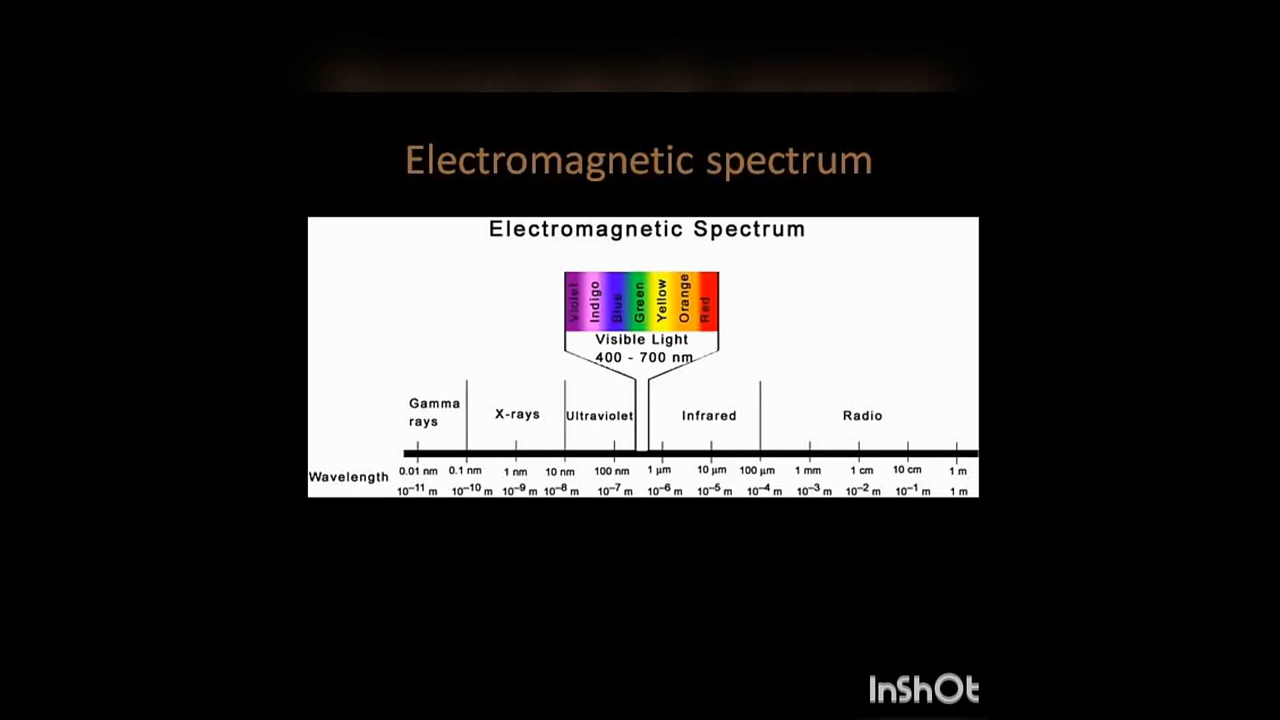 Electromagnetic spectrum
Electromagnetic Spectrum
Violet
Indigo
Blue
Green
Yellow
Orange
Red
Visible Light
400 - 700 nm
Gamma rays
X-rays
Ultraviolet
Infrared
Radio
Wavelength
0.01 nm 0.1 nm 1 nm 10 nm 100 nm 1 µm 10 µm 100 µm 1 mm 1 cm 10 cm 1 m
10⁻¹¹ m 10⁻¹⁰ m 10⁻⁹ m 10⁻⁸ m 10⁻⁷ m 10⁻⁶ m 10⁻⁵ m 10⁻⁴ m 10⁻³ m 10⁻² m 10⁻¹ m 1 m
InShOt